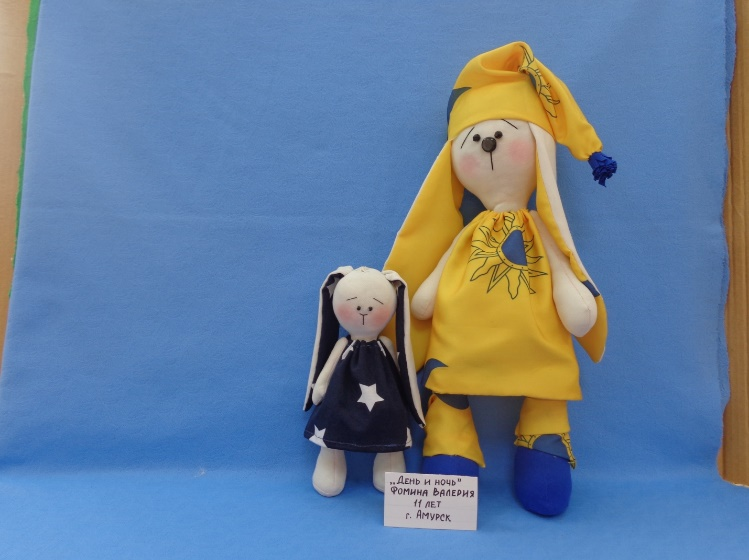 „День и ночь"
Фомина Валерия
11 лет
г. Амурск